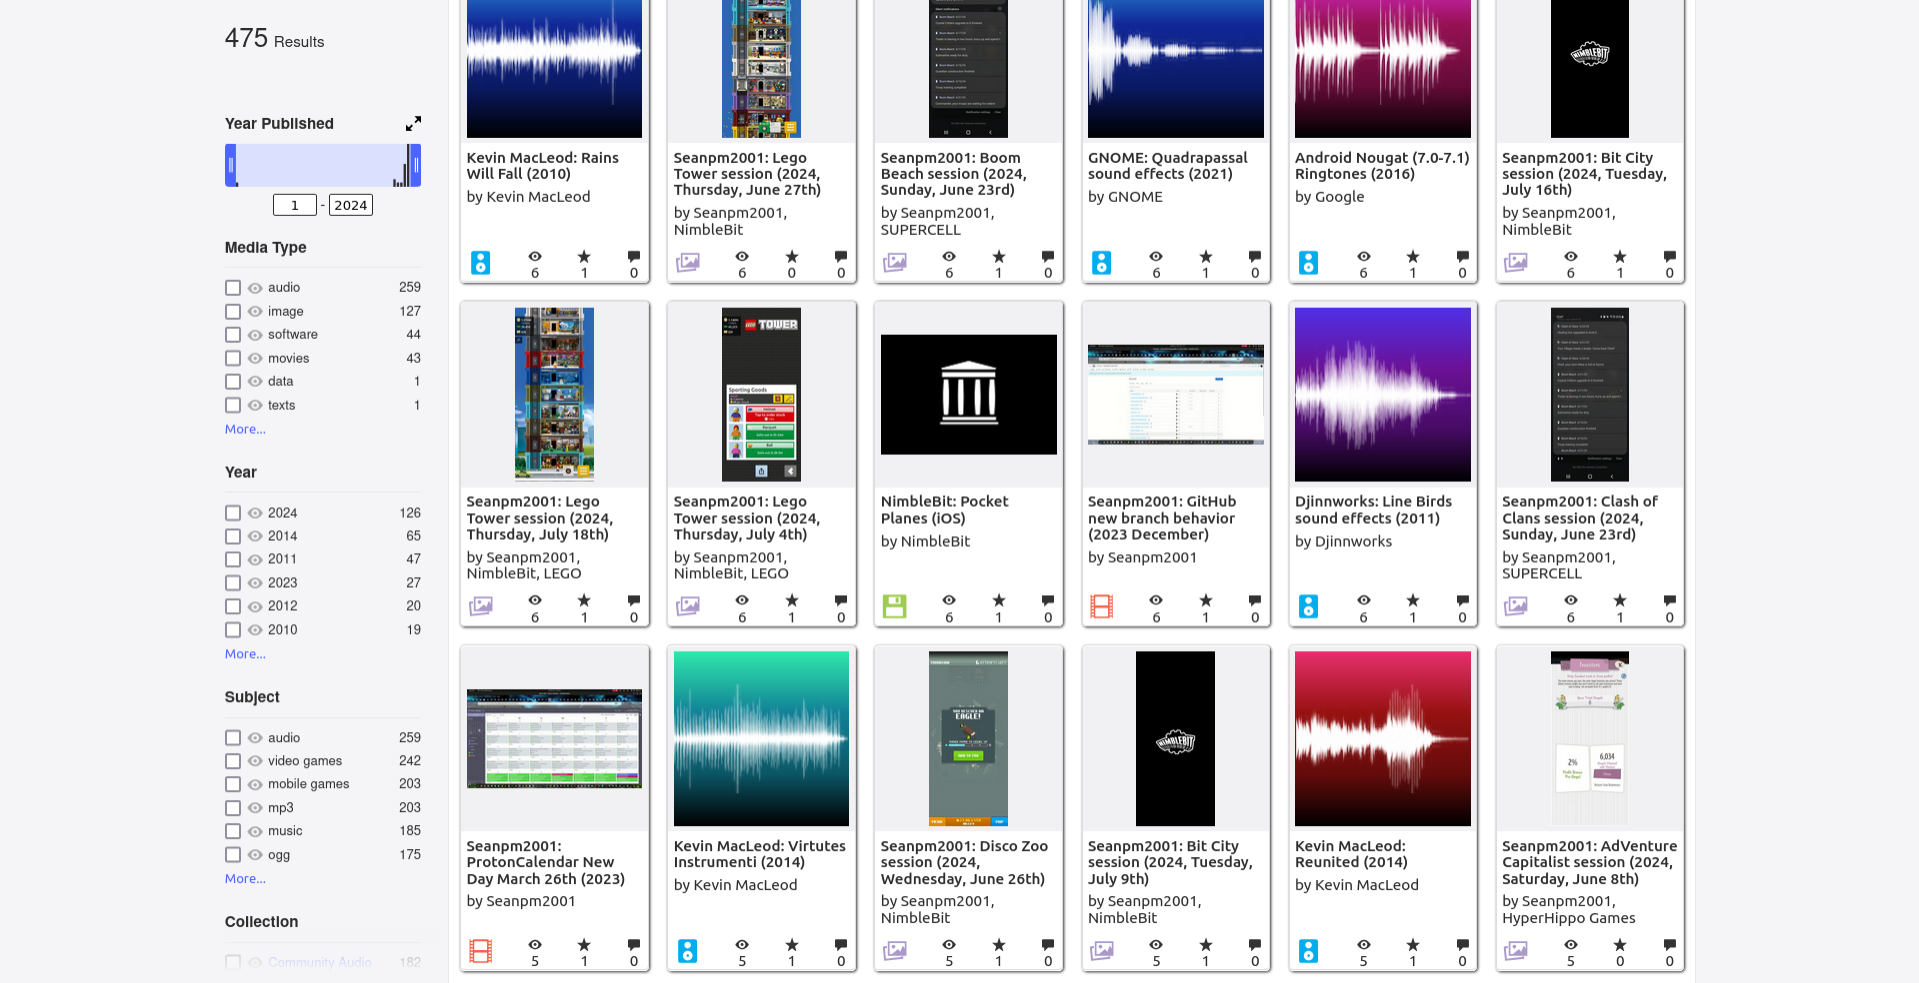 475 Results
Year Published
1 - 2024
Media Type
audio 259
image 127
software 44
movies 43
data 1
texts 1
More...
Year
2024 126
2014 65
2011 47
2023 27
2012 20
2010 19
More...
Subject
audio 259
video games 242
mobile games 203
mp3 203
music 185
ogg 175
More...
Collection
Community Audio 182
Kevin MacLeod: Rains
Will Fall (2010)
by Kevin MacLeod
6 1 0
Seanpm2001: Lego
Tower session (2024,
Thursday, June 27th)
by Seanpm2001,
NimbleBit
6 0 0
Seanpm2001: Boom
Beach session (2024,
Sunday, June 23rd)
by Seanpm2001,
SUPERCELL
6 1 0
GNOME: Quadrapassal
sound effects (2021)
by GNOME
6 1 0
Android Nougat (7.0-7.1)
Ringtones (2016)
by Google
6 1 0
NIMBLEBIT
Seanpm2001: Bit City
session (2024, Tuesday,
July 16th)
by Seanpm2001,
NimbleBit
6 1 0
Seanpm2001: Lego
Tower session (2024,
Thursday, July 18th)
by Seanpm2001,
NimbleBit, LEGO
6 1 0
LEGO TOWER
Sporting Goods
Seanpm2001: Lego
Tower session (2024,
Thursday, July 4th)
by Seanpm2001,
NimbleBit, LEGO
6 1 0
NimbleBit: Pocket
Planes (iOS)
by NimbleBit
6 1 0
Seanpm2001: GitHub
new branch behavior
(2023 December)
by Seanpm2001
6 1 0
Djinnworks: Line Birds
sound effects (2011)
by Djinnworks
6 1 0
Seanpm2001: Clash of
Clans session (2024,
Sunday, June 23rd)
by Seanpm2001,
SUPERCELL
6 1 0
Seanpm2001:
ProtonCalendar New
Day March 26th (2023)
by Seanpm2001
5 1 0
Kevin MacLeod: Virtutes
Instrumenti (2014)
by Kevin MacLeod
5 1 0
EAGLE!
Seanpm2001: Disco Zoo
session (2024,
Wednesday, June 26th)
by Seanpm2001,
NimbleBit
5 1 0
NIMBLEBIT
Seanpm2001: Bit City
session (2024, Tuesday,
July 9th)
by Seanpm2001,
NimbleBit
5 1 0
Kevin MacLeod:
Reunited (2014)
by Kevin MacLeod
5 1 0
Investors
2%
6,034
Seanpm2001: AdVenture
Capitalist session (2024,
Saturday, June 8th)
by Seanpm2001,
HyperHippo Games
5 0 0